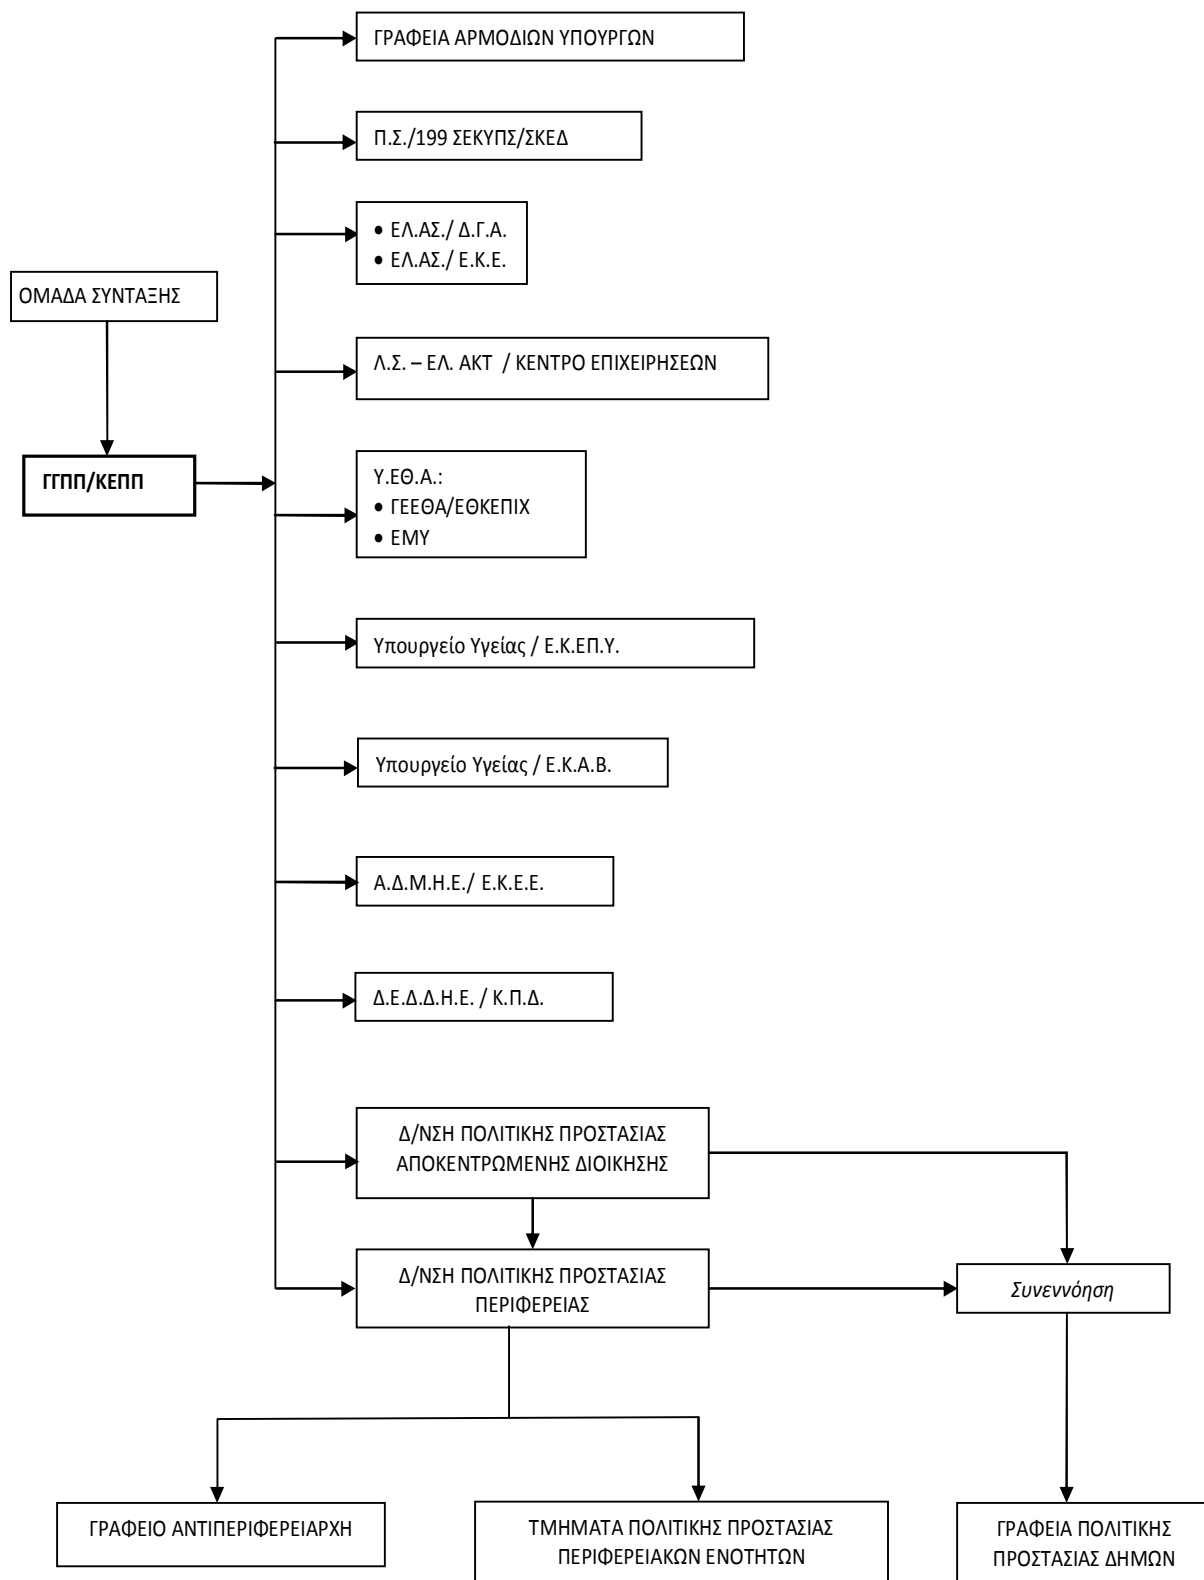 ΓΡΑΦΕΙΑ ΑΡΜΟΔΙΩΝ ΥΠΟΥΡΓΩΝ
Π.Σ./199 ΣΕΚΥΠΣ/ΣΚΕΔ
• ΕΛ.ΑΣ./ Δ.Γ.Α.
• ΕΛ.ΑΣ./ Ε.Κ.Ε.
ΟΜΑΔΑ ΣΥΝΤΑΞΗΣ
Λ.Σ. – ΕΛ. ΑΚΤ / ΚΕΝΤΡΟ ΕΠΙΧΕΙΡΗΣΕΩΝ
ΓΓΠΠ/ΚΕΠΠ
Υ.ΕΘ.Α.:
• ΓΕΕΘΑ/ΕΘΚΕΠΙΧ
• ΕΜΥ
Υπουργείο Υγείας / Ε.Κ.ΕΠ.Υ.
Υπουργείο Υγείας / Ε.Κ.Α.Β.
Α.Δ.Μ.Η.Ε./ Ε.Κ.Ε.Ε.
Δ.Ε.Δ.Δ.Η.Ε. / Κ.Π.Δ.
Δ/ΝΣΗ ΠΟΛΙΤΙΚΗΣ ΠΡΟΣΤΑΣΙΑΣ
ΑΠΟΚΕΝΤΡΩΜΕΝΗΣ ΔΙΟΙΚΗΣΗΣ
Δ/ΝΣΗ ΠΟΛΙΤΙΚΗΣ ΠΡΟΣΤΑΣΙΑΣ
ΠΕΡΙΦΕΡΕΙΑΣ
Συνεννόηση
ΓΡΑΦΕΙΟ ΑΝΤΙΠΕΡΙΦΕΡΕΙΑΡΧΗ
ΤΜΗΜΑΤΑ ΠΟΛΙΤΙΚΗΣ ΠΡΟΣΤΑΣΙΑΣ
ΠΕΡΙΦΕΡΕΙΑΚΩΝ ΕΝΟΤΗΤΩΝ
ΓΡΑΦΕΙΑ ΠΟΛΙΤΙΚΗΣ
ΠΡΟΣΤΑΣΙΑΣ ΔΗΜΩΝ